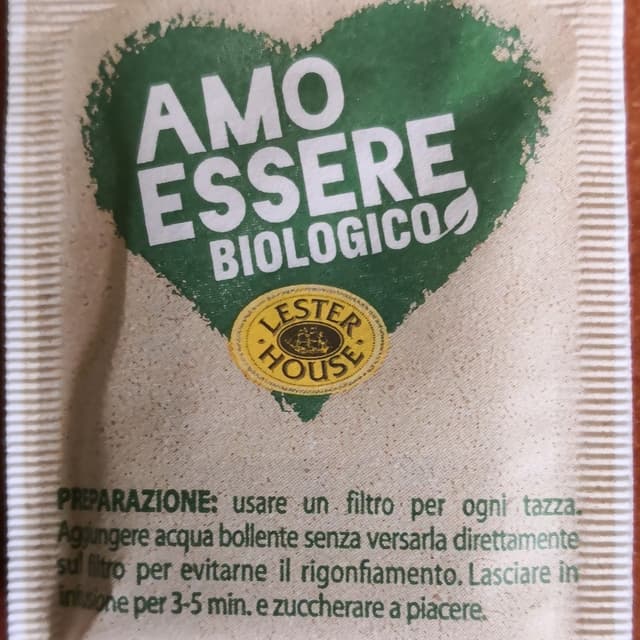 AMO
ESSERE
BIOLOGICO
LESTER
HOUSE
PREPARAZIONE: usare un filtro per ogni tazza.
Aggiungere acqua bollente senza versarla direttamente
sul filtro per evitarne il rigonfiamento. Lasciare in
infusione per 3-5 min. e zuccherare a piacere.